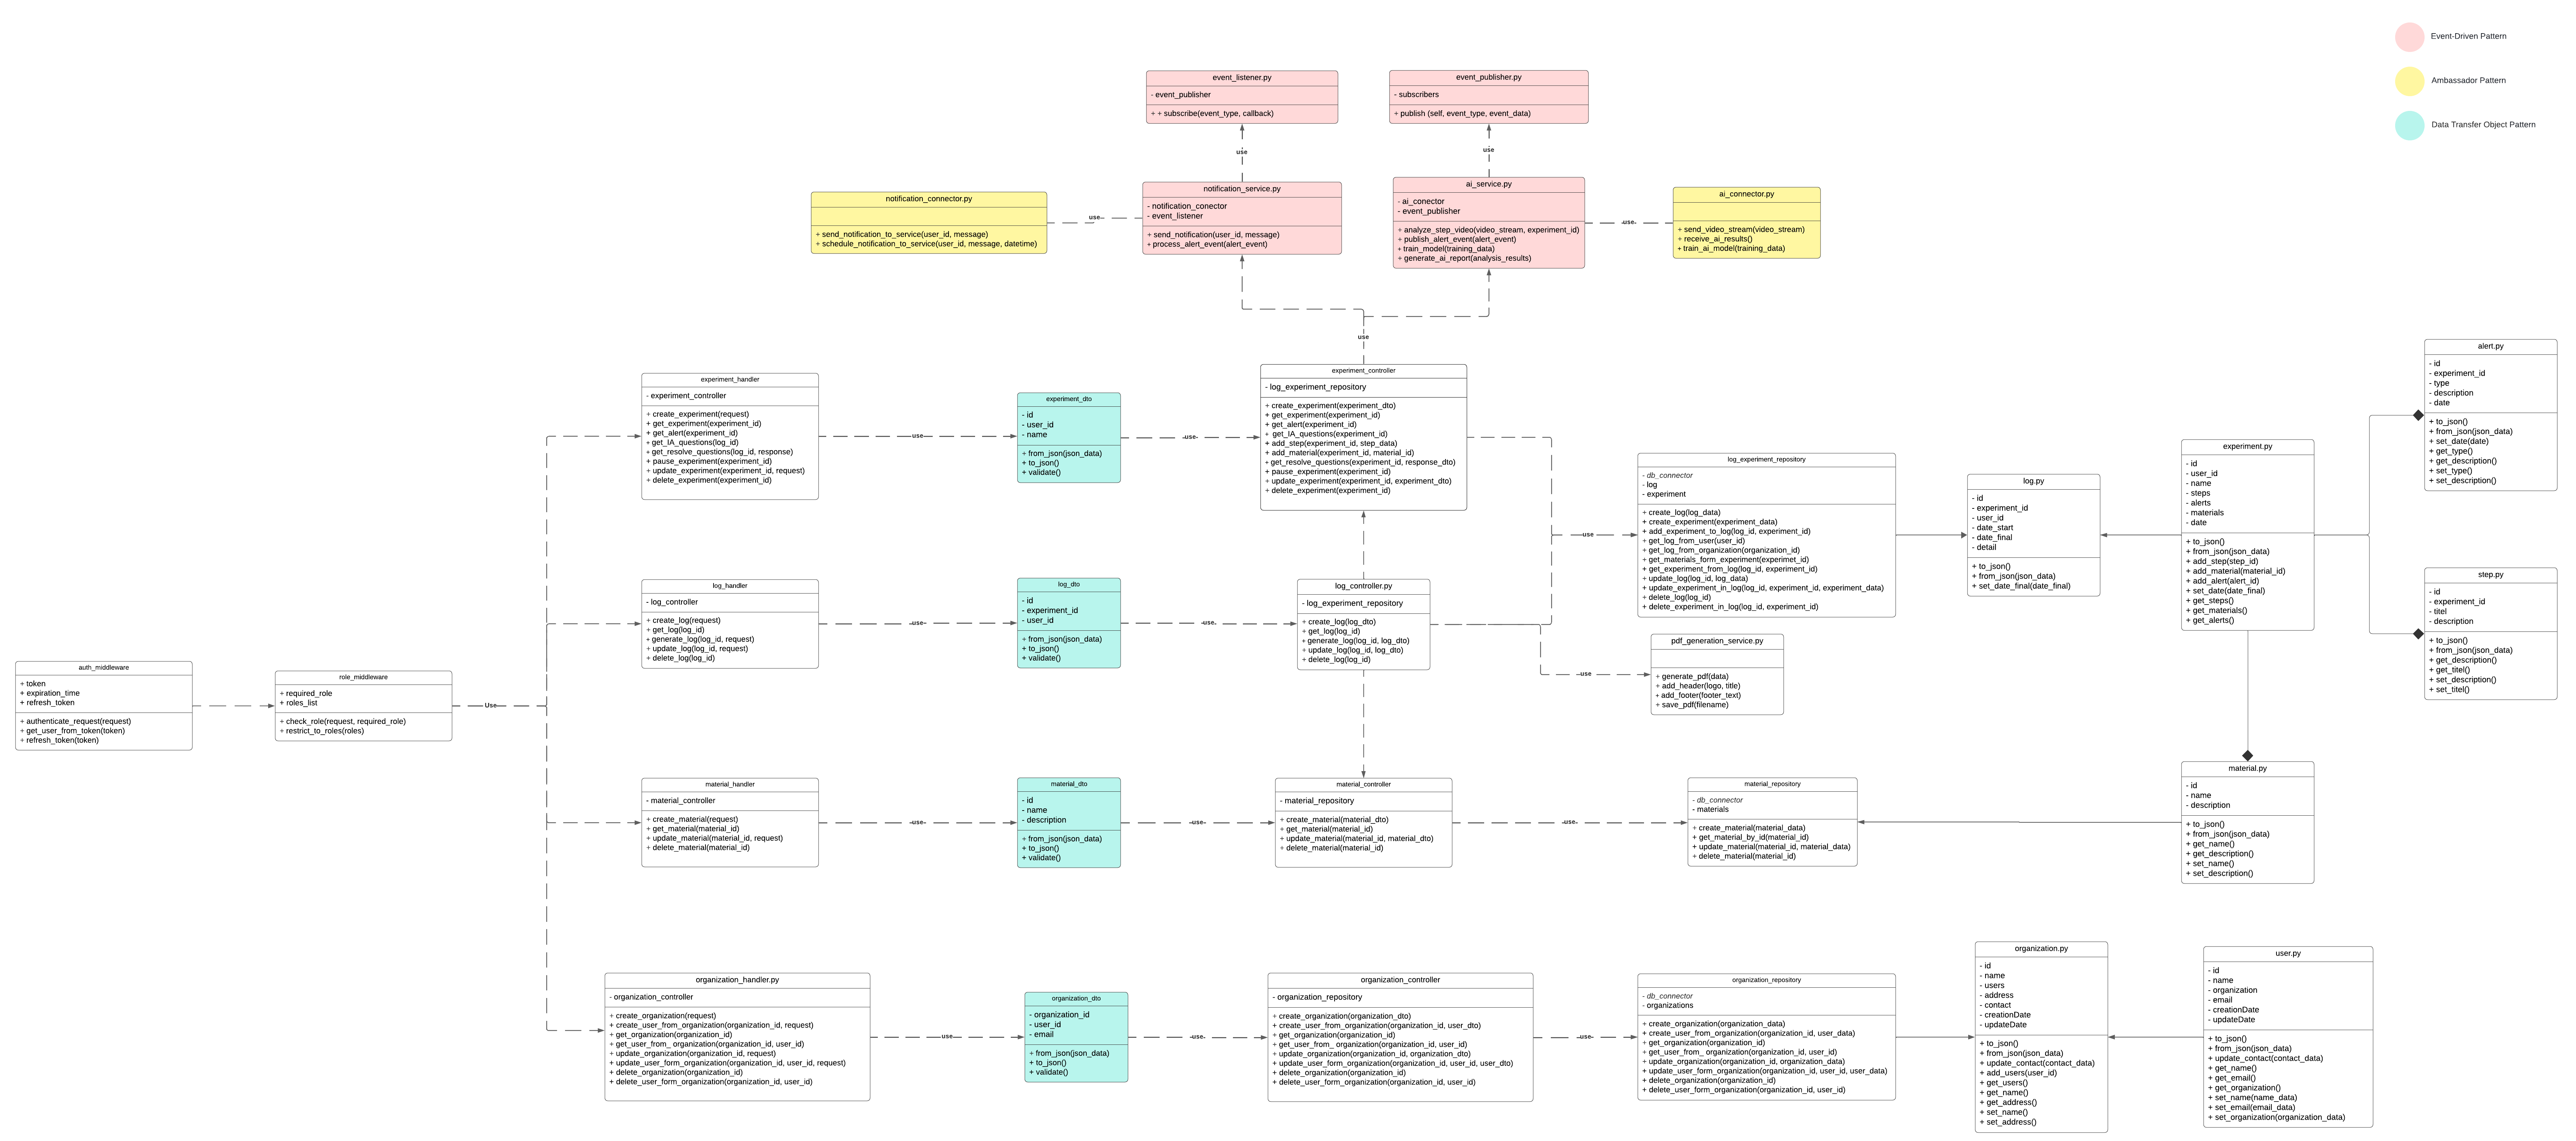 Event-Driven Pattern
Ambassador Pattern
Data Transfer Object Pattern
event_listener.py
- event_publisher
+ + subscribe(event_type, callback)
event_publisher.py
- subscribers
+ publish (self, event_type, event_data)
use
use
notification_connector.py
+ send_notification_to_service(user_id, message)
+ schedule_notification_to_service(user_id, message, datetime)
use
notification_service.py
- notification_conector
- event_listener
+ send_notification(user_id, message)
+ process_alert_event(alert_event)
ai_service.py
- ai_conector
- event_publisher
+ analyze_step_video(video_stream, experiment_id)
+ publish_alert_event(alert_event)
+ train_model(training_data)
+ generate_ai_report(analysis_results)
use
ai_connector.py
+ send_video_stream(video_stream)
+ receive_ai_results()
+ train_ai_model(training_data)
use
experiment_handler
- experiment_controller
+ create_experiment(request)
+ get_experiment(experiment_id)
+ get_alert(experiment_id)
+ get_IA_questions(log_id)
+ get_resolve_questions(log_id, response)
+ pause_experiment(experiment_id)
+ update_experiment(experiment_id, request)
+ delete_experiment(experiment_id)
use
experiment_dto
- id
- user_id
- name
+ from_json(json_data)
+ to_json()
+ validate()
use
experiment_controller
- log_experiment_repository
+ create_experiment(experiment_dto)
+ get_experiment(experiment_id)
+ get_alert(experiment_id)
+ get_IA_questions(experiment_id)
+ add_step(experiment_id, step_data)
+ add_material(experiment_id, material_id)
+ get_resolve_questions(experiment_id, response_dto)
+ pause_experiment(experiment_id)
+ update_experiment(experiment_id, experiment_dto)
+ delete_experiment(experiment_id)
use
log_experiment_repository
- db_connector
- log
- experiment
+ create_log(log_data)
+ create_experiment(experiment_data)
+ add_experiment_to_log(log_id, experiment_id)
+ get_log_from_user(user_id)
+ get_log_from_organization(organization_id)
+ get_materials_form_experiment(experimet_id)
+ get_experiment_from_log(log_id, experiment_id)
+ update_log(log_id, log_data)
+ update_experiment_in_log(log_id, experiment_id, experiment_data)
+ delete_log(log_id)
+ delete_experiment_in_log(log_id, experiment_id)
log.py
- id
- experiment_id
- user_id
- date_start
- date_final
- detail
+ to_json()
+ from_json(json_data)
+ set_date_final(date_final)
experiment.py
- id
- user_id
- name
- steps
- alerts
- materials
- date
+ to_json()
+ from_json(json_data)
+ add_step(step_id)
+ add_material(material_id)
+ add_alert(alert_id)
+ set_date(date_final)
+ get_steps()
+ get_materials()
+ get_alerts()
alert.py
- id
- experiment_id
- type
- description
- date
+ to_json()
+ from_json(json_data)
+ set_date(date)
+ get_type()
+ get_description()
+ set_type()
+ set_description()
step.py
- id
- experiment_id
- titel
- description
+ to_json()
+ from_json(json_data)
+ get_description()
+ get_titel()
+ set_description()
+ set_titel()
log_handler
- log_controller
+ create_log(request)
+ get_log(log_id)
+ generate_log(log_id, request)
+ update_log(log_id, request)
+ delete_log(log_id)
use
log_dto
- id
- experiment_id
- user_id
+ from_json(json_data)
+ to_json()
+ validate()
use
log_controller.py
- log_experiment_repository
+ create_log(log_dto)
+ get_log(log_id)
+ generate_log(log_id, log_dto)
+ update_log(log_id, log_dto)
+ delete_log(log_id)
use
pdf_generation_service.py
+ generate_pdf(data)
+ add_header(logo, title)
+ add_footer(footer_text)
+ save_pdf(filename)
auth_middleware
+ token
+ expiration_time
+ refresh_token
+ authenticate_request(request)
+ get_user_from_token(token)
+ refresh_token(token)
role_middleware
+ required_role
+ roles_list
+ check_role(request, required_role)
+ restrict_to_roles(roles)
Use
material_handler
- material_controller
+ create_material(request)
+ get_material(material_id)
+ update_material(material_id, request)
+ delete_material(material_id)
use
material_dto
- id
- name
- description
+ from_json(json_data)
+ to_json()
+ validate()
use
material_controller
- material_repository
+ create_material(material_dto)
+ get_material(material_id)
+ update_material(material_id, material_dto)
+ delete_material(material_id)
use
material_repository
- db_connector
- materials
+ create_material(material_data)
+ get_material_by_id(material_id)
+ update_material(material_id, material_data)
+ delete_material(material_id)
material.py
- id
- name
- description
+ to_json()
+ from_json(json_data)
+ get_name()
+ get_description()
+ set_name()
+ set_description()
organization_handler.py
- organization_controller
+ create_organization(request)
+ create_user_from_organization(organization_id, request)
+ get_organization(organization_id)
+ get_user_from_ organization(organization_id, user_id)
+ update_organization(organization_id, request)
+ update_user_form_organization(organization_id, user_id, request)
+ delete_organization(organization_id)
+ delete_user_form_organization(organization_id, user_id)
use
organization_dto
- organization_id
- user_id
- email
+ from_json(json_data)
+ to_json()
+ validate()
use
organization_controller
- organization_repository
+ create_organization(organization_dto)
+ create_user_from_organization(organization_id, user_dto)
+ get_organization(organization_id)
+ get_user_from_ organization(organization_id, user_id)
+ update_organization(organization_id, organization_dto)
+ update_user_form_organization(organization_id, user_id, user_dto)
+ delete_organization(organization_id)
+ delete_user_form_organization(organization_id, user_id)
use
organization_repository
- db_connector
- organizations
+ create_organization(organization_data)
+ create_user_from_organization(organization_id, user_data)
+ get_organization(organization_id)
+ get_user_from_ organization(organization_id, user_id)
+ update_organization(organization_id, organization_data)
+ update_user_form_organization(organization_id, user_id, user_data)
+ delete_organization(organization_id)
+ delete_user_form_organization(organization_id, user_id)
organization.py
- id
- name
- users
- address
- contact
- creationDate
- updateDate
+ to_json()
+ from_json(json_data)
+ update_contact(contact_data)
+ add_users(user_id)
+ get_users()
+ get_name()
+ get_address()
+ set_name()
+ set_address()
user.py
- id
- name
- organization
- email
- creationDate
- updateDate
+ to_json()
+ from_json(json_data)
+ update_contact(contact_data)
+ get_name()
+ get_email()
+ get_organization()
+ set_name(name_data)
+ set_email(email_data)
+ set_organization(organization_data)